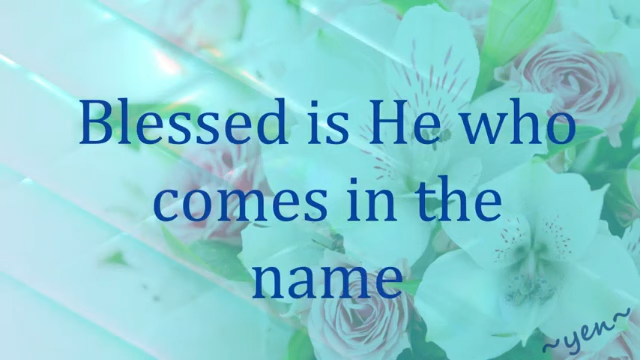 Blessed is He who
comes in the
name
~yen~